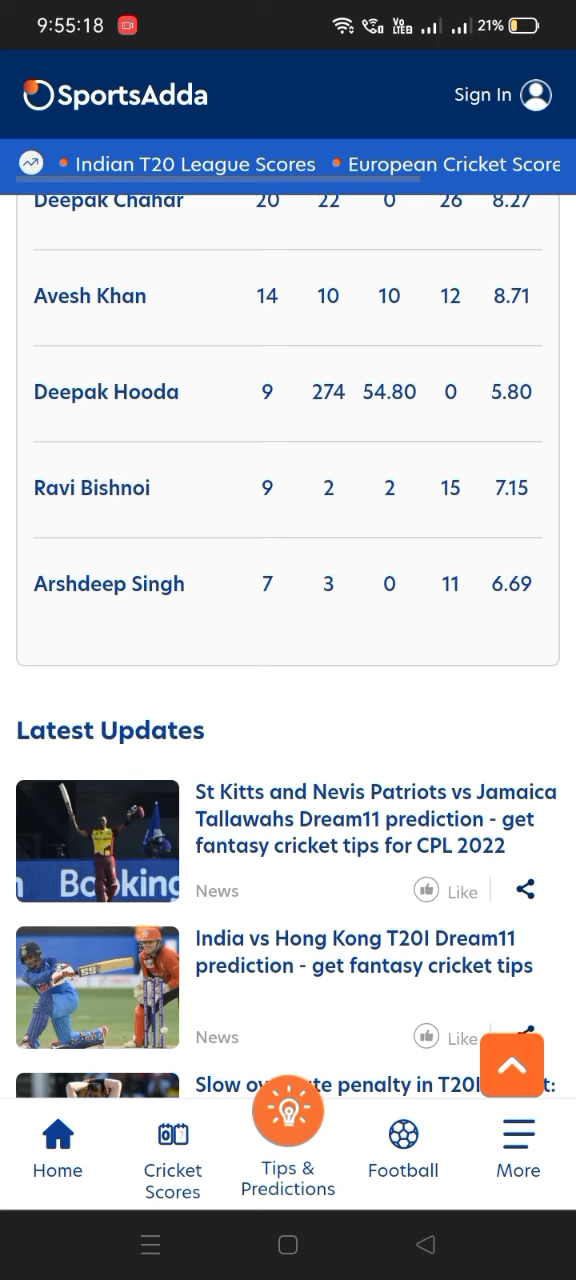 9:55:18 Vo LTE 21%
SportsAdda Sign In
• Indian T20 League Scores • European Cricket Score
Deepak Chahar 20 22 0 26 8.27
Avesh Khan 14 10 10 12 8.71
Deepak Hooda 9 274 54.80 0 5.80
Ravi Bishnoi 9 2 2 15 7.15
Arshdeep Singh 7 3 0 11 6.69
Latest Updates
St Kitts and Nevis Patriots vs Jamaica
Tallawahs Dream11 prediction - get
fantasy cricket tips for CPL 2022
Booking
News Like
India vs Hong Kong T20I Dream11
prediction - get fantasy cricket tips
News Like
Slow penalty in T20I
Home Cricket Scores Tips & Predictions Football More